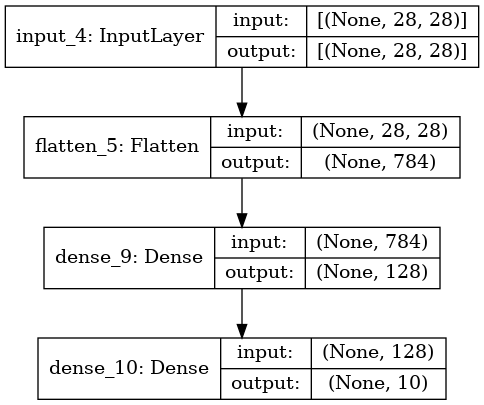 input_4: InputLayer
input: [(None, 28, 28)]
output: [(None, 28, 28)]
flatten_5: Flatten
input: (None, 28, 28)
output: (None, 784)
dense_9: Dense
input: (None, 784)
output: (None, 128)
dense_10: Dense
input: (None, 128)
output: (None, 10)